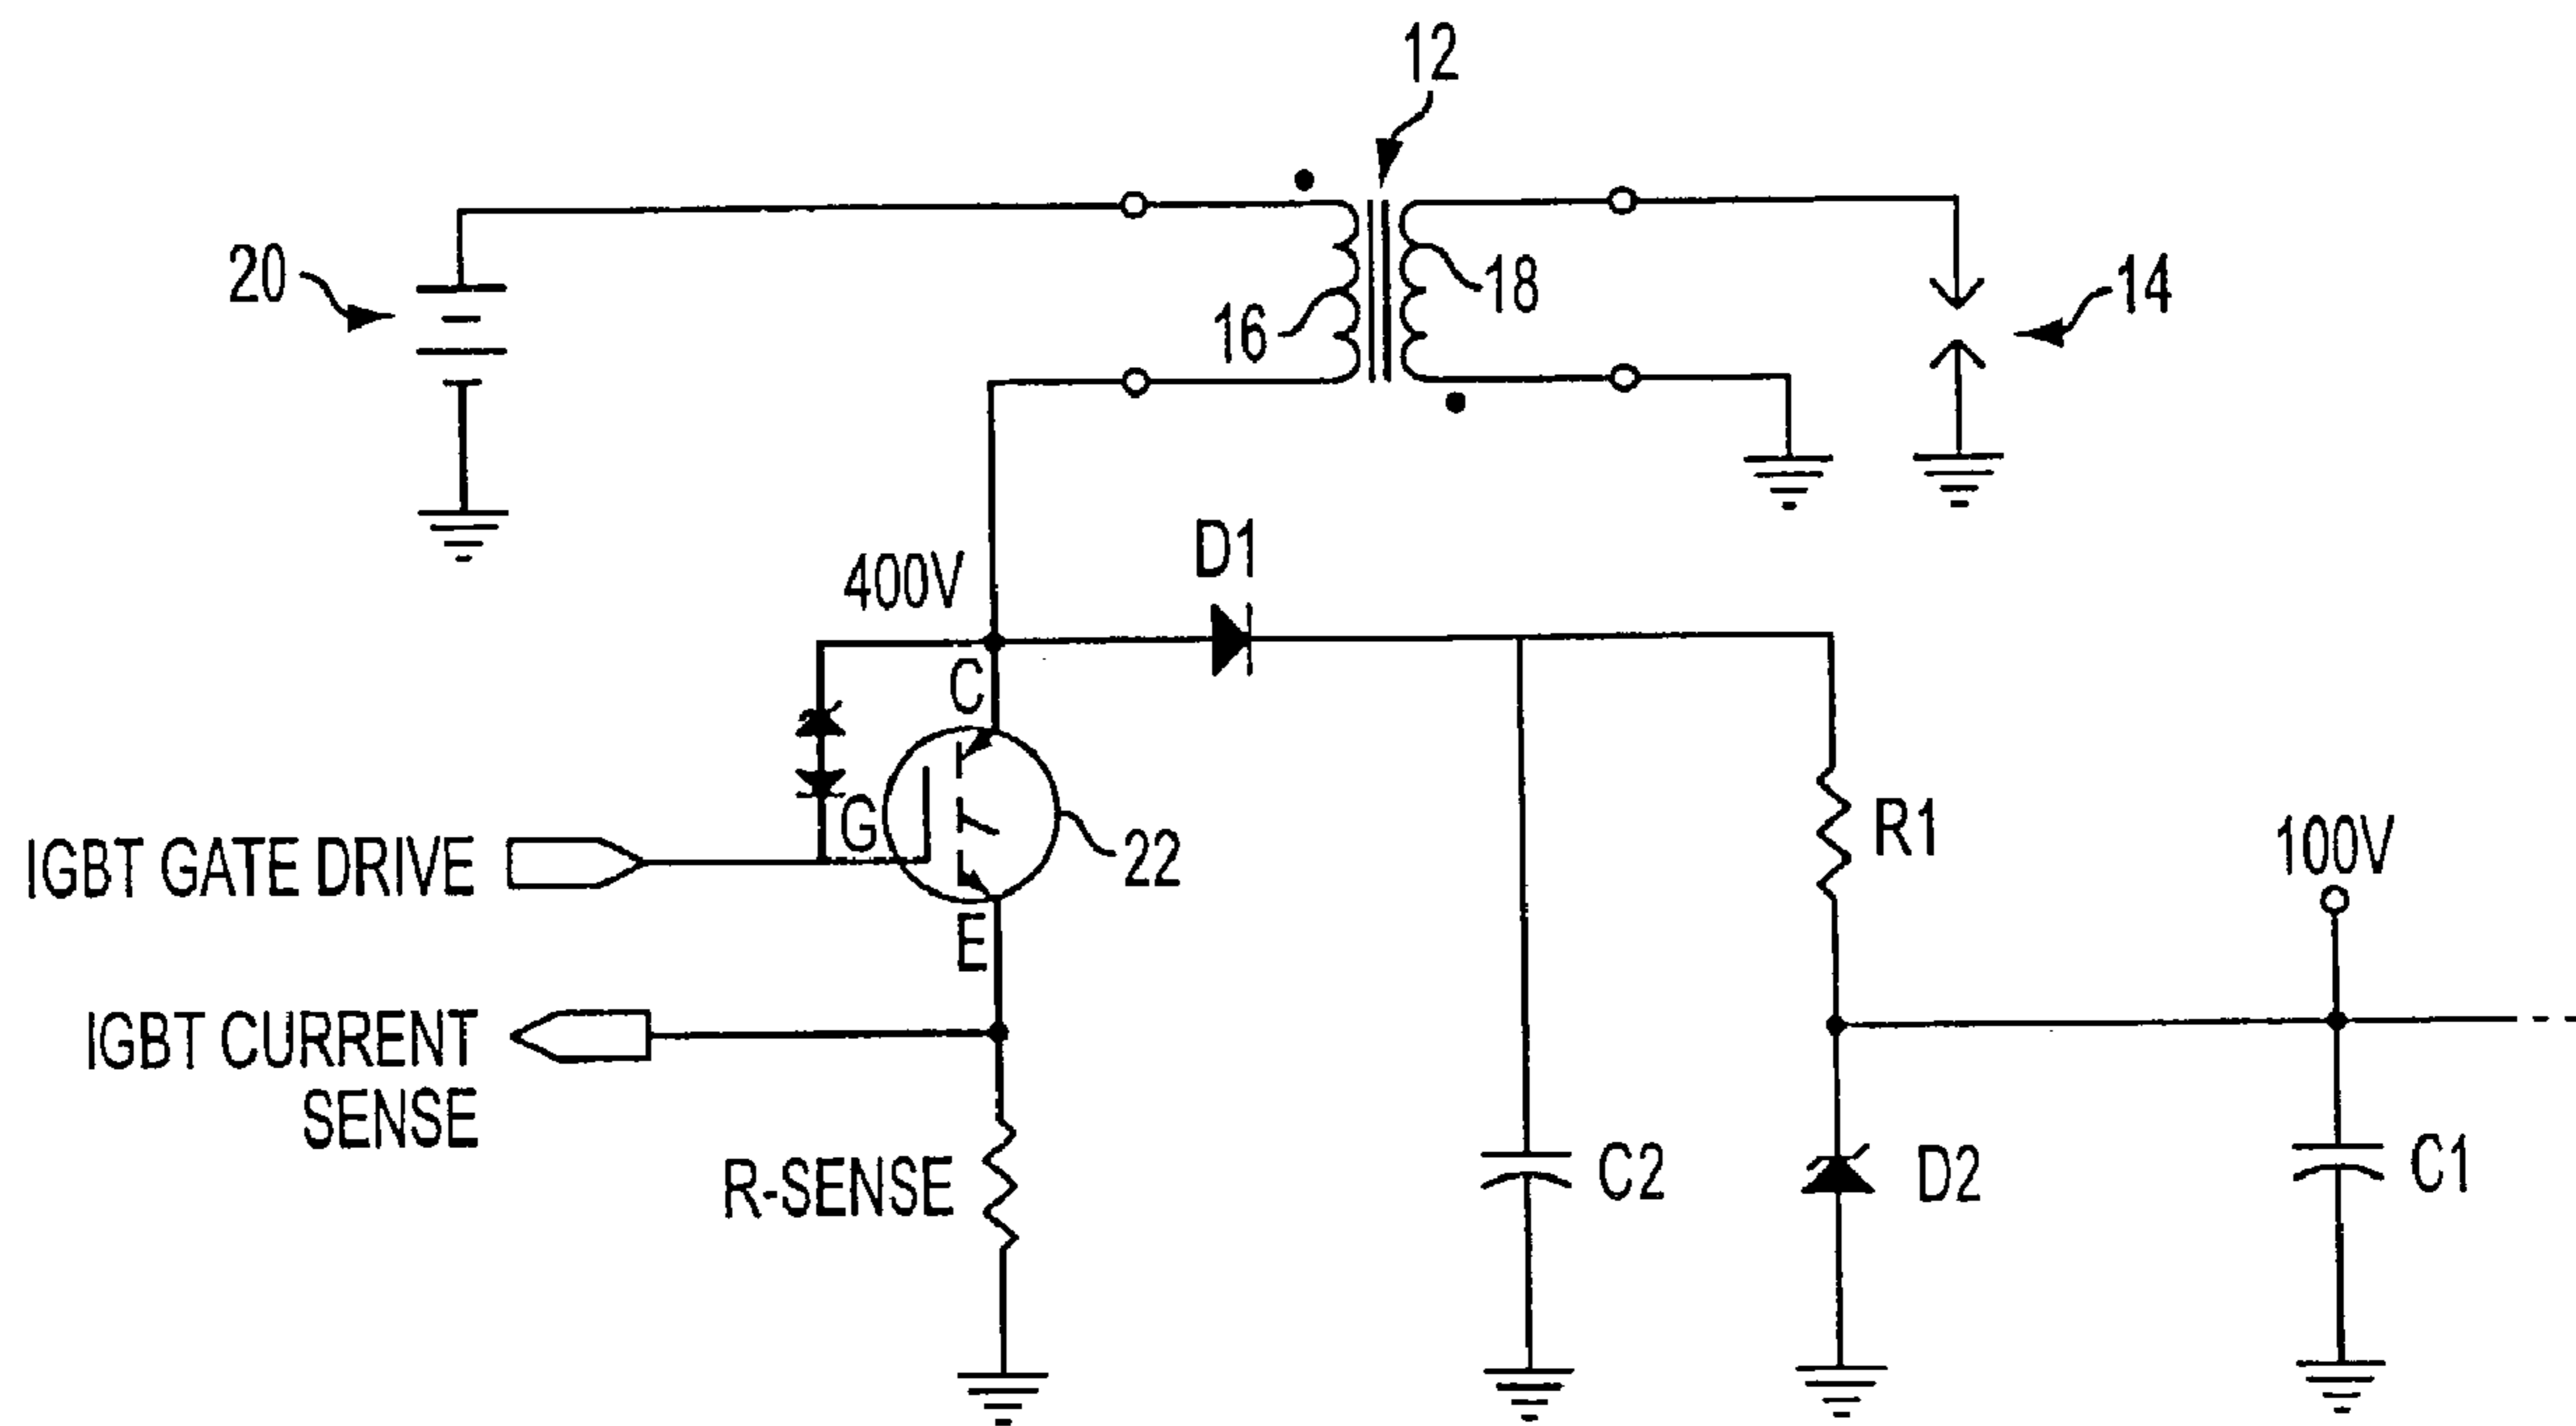 12
20
16
18
14
400V
D1
C
G
22
R1
100V
IGBT GATE DRIVE
E
IGBT CURRENT
SENSE
R-SENSE
C2
D2
C1